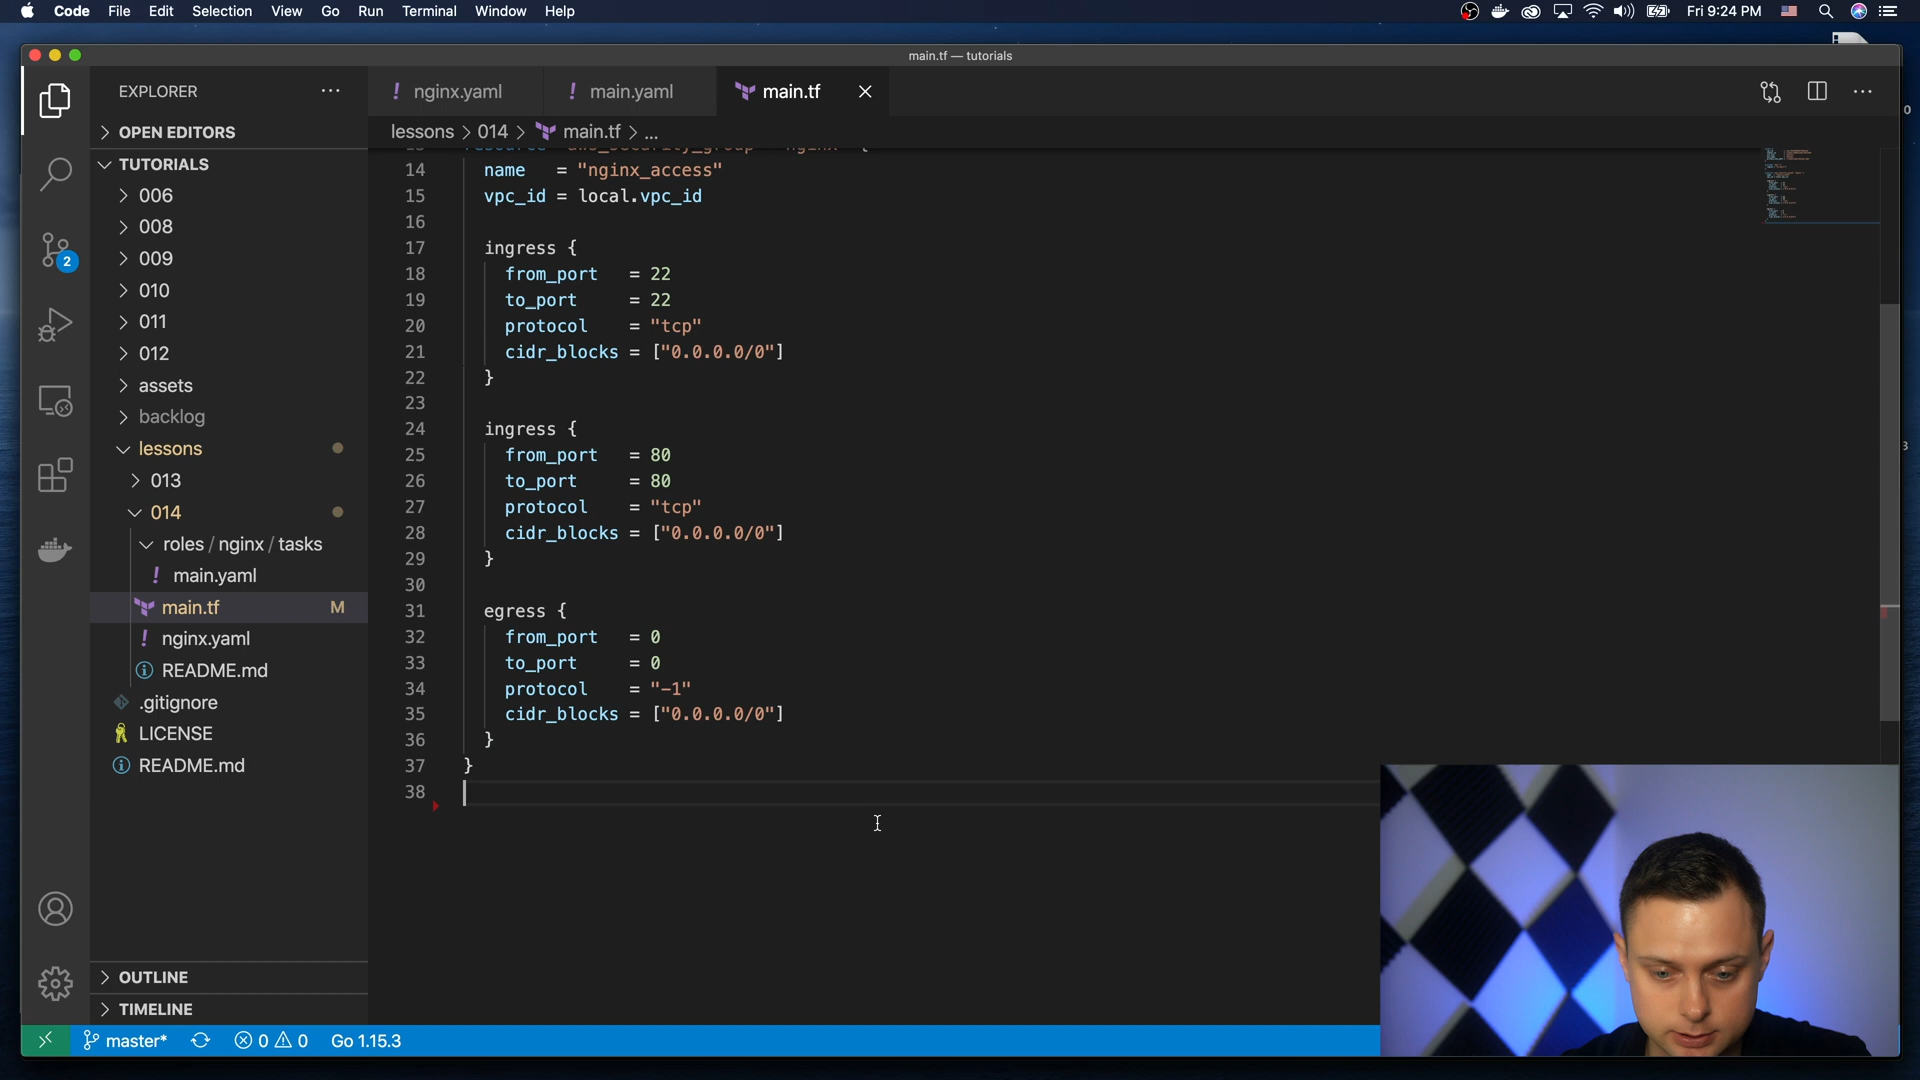 Code File Edit Selection View Go Run Terminal Window Help Fri 9:24 PM
main.tf — tutorials
EXPLORER
OPEN EDITORS
TUTORIALS
006
008
009
010
011
012
assets
backlog
lessons
013
014
roles / nginx / tasks
main.yaml
main.tf M
nginx.yaml
README.md
.gitignore
LICENSE
README.md
OUTLINE
TIMELINE
2
nginx.yaml main.yaml main.tf
lessons > 014 > main.tf > ...
13 resource "aws_security_group" "nginx" {
14 name = "nginx_access"
15 vpc_id = local.vpc_id
16
17 ingress {
18 from_port = 22
19 to_port = 22
20 protocol = "tcp"
21 cidr_blocks = ["0.0.0.0/0"]
22 }
23
24 ingress {
25 from_port = 80
26 to_port = 80
27 protocol = "tcp"
28 cidr_blocks = ["0.0.0.0/0"]
29 }
30
31 egress {
32 from_port = 0
33 to_port = 0
34 protocol = "-1"
35 cidr_blocks = ["0.0.0.0/0"]
36 }
37 }
38
master* 0 0 Go 1.15.3